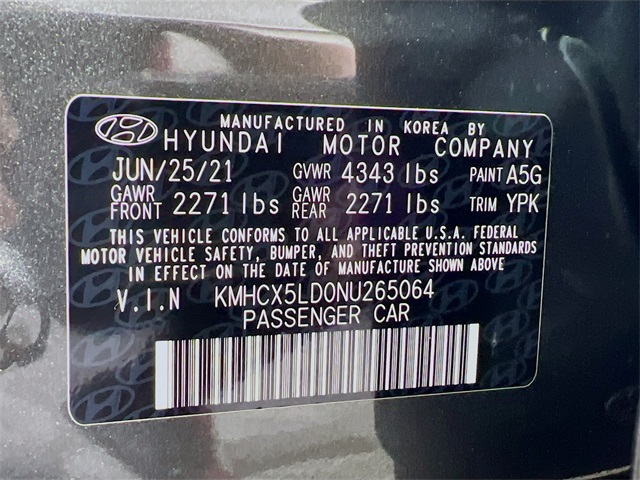 MANUFACTURED IN KOREA BY
HYUNDAI MOTOR COMPANY
JUN/25/21 GVWR 4343 lbs PAINT A5G
GAWR FRONT 2271 lbs GAWR REAR 2271 lbs TRIM YPK
THIS VEHICLE CONFORMS TO ALL APPLICABLE U.S.A. FEDERAL
MOTOR VEHICLE SAFETY, BUMPER, AND THEFT PREVENTION STANDARDS
IN EFFECT ON THE DATE OF MANUFACTURE SHOWN ABOVE
V.I.N KMHCX5LD0NU265064
PASSENGER CAR